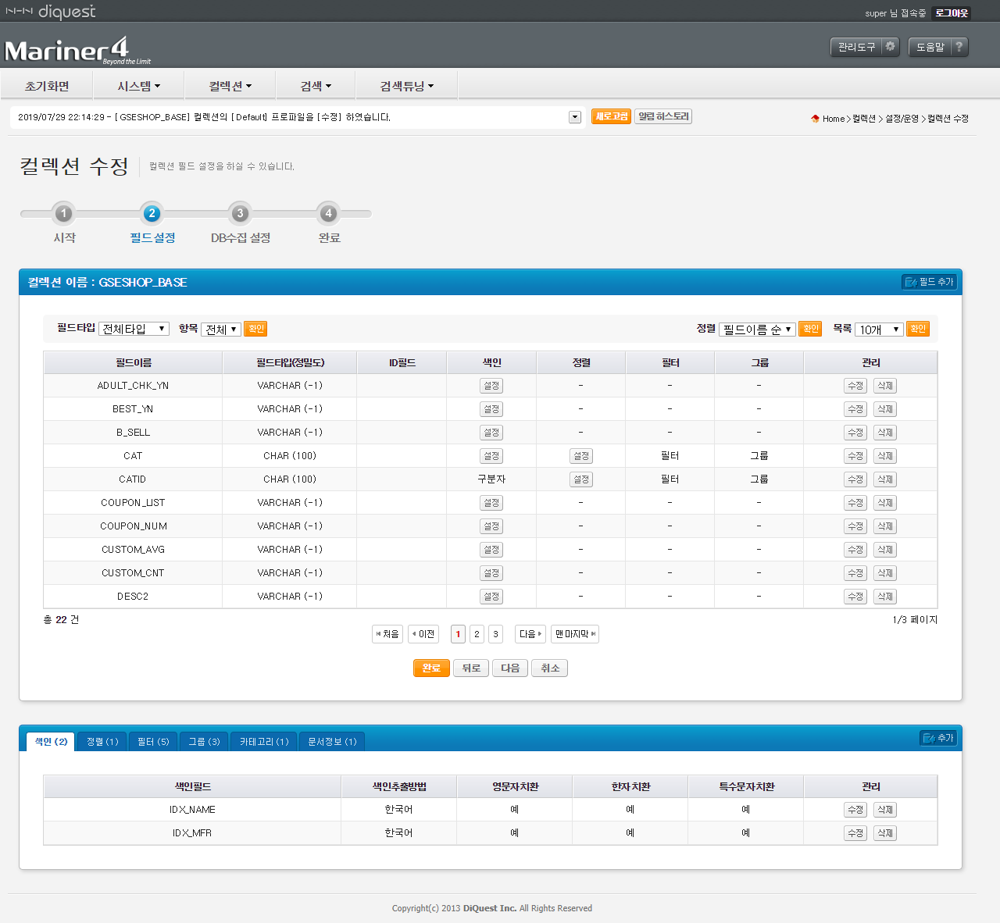 diquest
super 님 접속중 로그아웃
Mariner4
Beyond the Limit
관리도구 도움말 ?
초기화면 시스템 컬렉션 검색 검색튜닝
2019/07/29 22:14:29 - [ GSESHOP_BASE] 컬렉션의 [ Default] 프로파일을 [수정] 하였습니다.
새로고침 알림 히스토리
Home > 컬렉션 > 설정/운영 > 컬렉션 수정
컬렉션 수정 컬렉션 필드 설정을 하실 수 있습니다.
1 2 3 4
시작 필드설정 DB수집 설정 완료
컬렉션 이름 : GSESHOP_BASE 필드 추가
필드타입 전체타입 항목 전체 확인 정렬 필드이름 순 확인 목록 10개 확인
필드이름 필드타입(정밀도) ID필드 색인 정렬 필터 그룹 관리
ADULT_CHK_YN VARCHAR (-1) 설정 - - - 수정 삭제
BEST_YN VARCHAR (-1) 설정 - - - 수정 삭제
B_SELL VARCHAR (-1) 설정 - - - 수정 삭제
CAT CHAR (100) 설정 설정 필터 그룹 수정 삭제
CATID CHAR (100) 구분자 설정 필터 그룹 수정 삭제
COUPON_LIST VARCHAR (-1) 설정 - - - 수정 삭제
COUPON_NUM VARCHAR (-1) 설정 - - - 수정 삭제
CUSTOM_AVG VARCHAR (-1) 설정 - - - 수정 삭제
CUSTOM_CNT VARCHAR (-1) 설정 - - - 수정 삭제
DESC2 VARCHAR (-1) 설정 - - - 수정 삭제
총 22 건 1/3 페이지
처음 이전 1 2 3 다음 맨마지막
완료 뒤로 다음 취소
색인 (2) 정렬 (1) 필터 (5) 그룹 (3) 카테고리 (1) 문서정보 (1) 추가
색인필드 색인추출방법 영문자치환 한자치환 특수문자치환 관리
IDX_NAME 한국어 예 예 예 수정 삭제
IDX_MFR 한국어 예 예 예 수정 삭제
Copyright(c) 2013 DiQuest Inc. All Rights Reserved